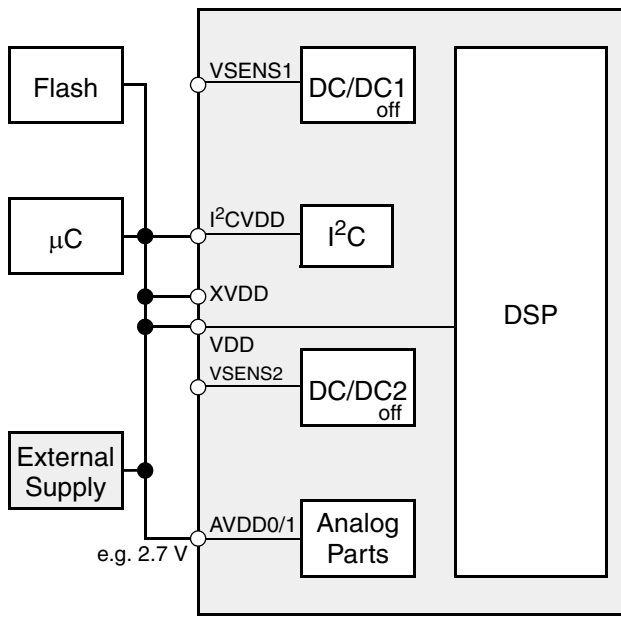 Flash
VSENS1
DC/DC1
off
μC
I²CVDD
I²C
XVDD
DSP
VDD
VSENS2
DC/DC2
off
External
Supply
AVDD0/1
Analog
Parts
e.g. 2.7 V